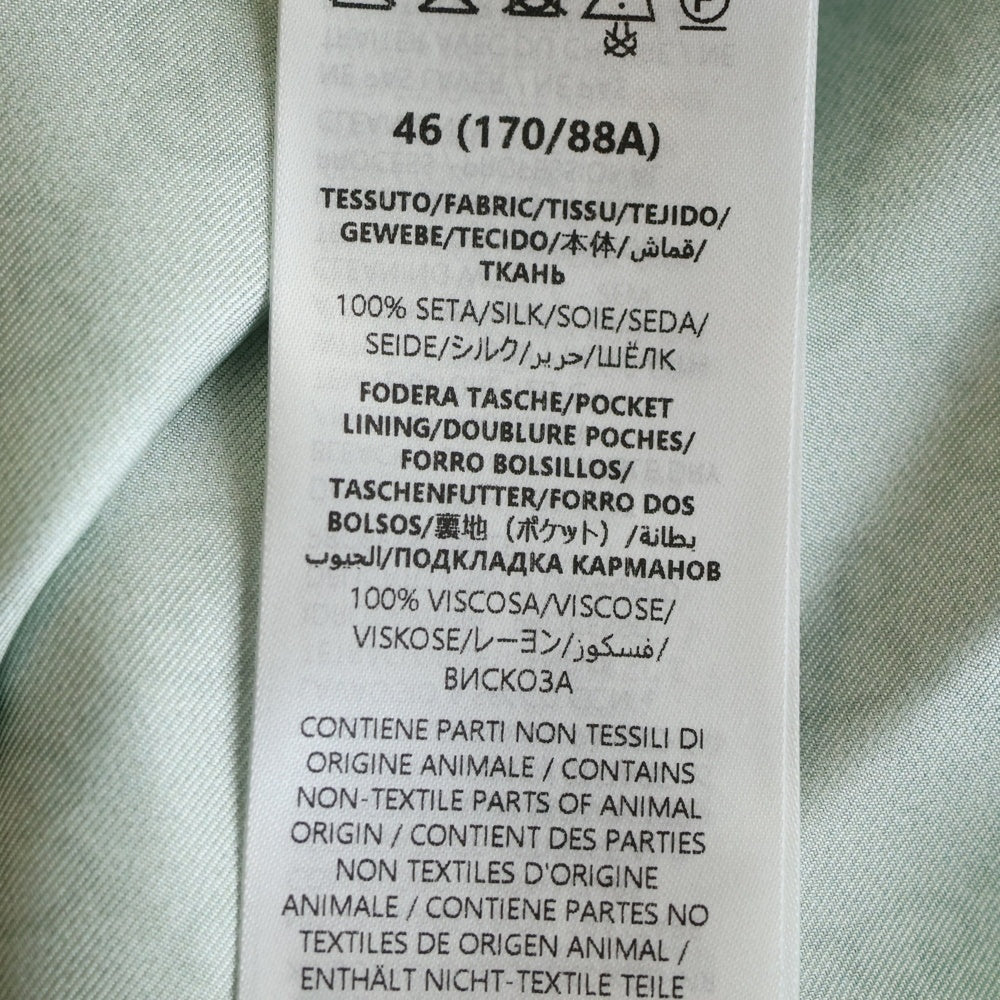 P
46 (170/88A)
TESSUTO/FABRIC/TISSU/TEJIDO/
GEWEBE/TECIDO/本体/قماش/
ТКАНЬ
100% SETA/SILK/SOIE/SEDA/
SEIDE/シルク/حرير/ШЁЛК
FODERA TASCHE/POCKET
LINING/DOUBLURE POCHES/
FORRO BOLSILLOS/
TASCHENFUTTER/FORRO DOS
BOLSOS/裏地（ポケット）/بطانة
الجيوب/ПОДКЛАДКА КАРМАНОВ
100% VISCOSA/VISCOSE/
VISKOSE/レーヨン/فسكوز/
ВИСКОЗА
CONTIENE PARTI NON TESSILI DI
ORIGINE ANIMALE / CONTAINS
NON-TEXTILE PARTS OF ANIMAL
ORIGIN / CONTIENT DES PARTIES
NON TEXTILES D'ORIGINE
ANIMALE / CONTIENE PARTES NO
TEXTILES DE ORIGEN ANIMAL /
ENTHÄLT NICHT-TEXTILE TEILE